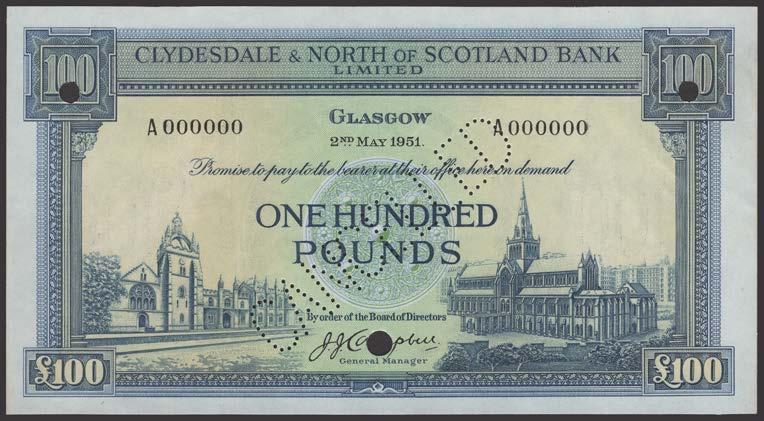 CLYDESDALE & NORTH OF SCOTLAND BANK
LIMITED
100 100
GLASGOW
A 000000 A 000000
2ND MAY 1951.
Promise to pay to the bearer at their office here on demand
ONE HUNDRED
POUNDS
By order of the Board of Directors
J.J. Campbell
General Manager
£100 £100